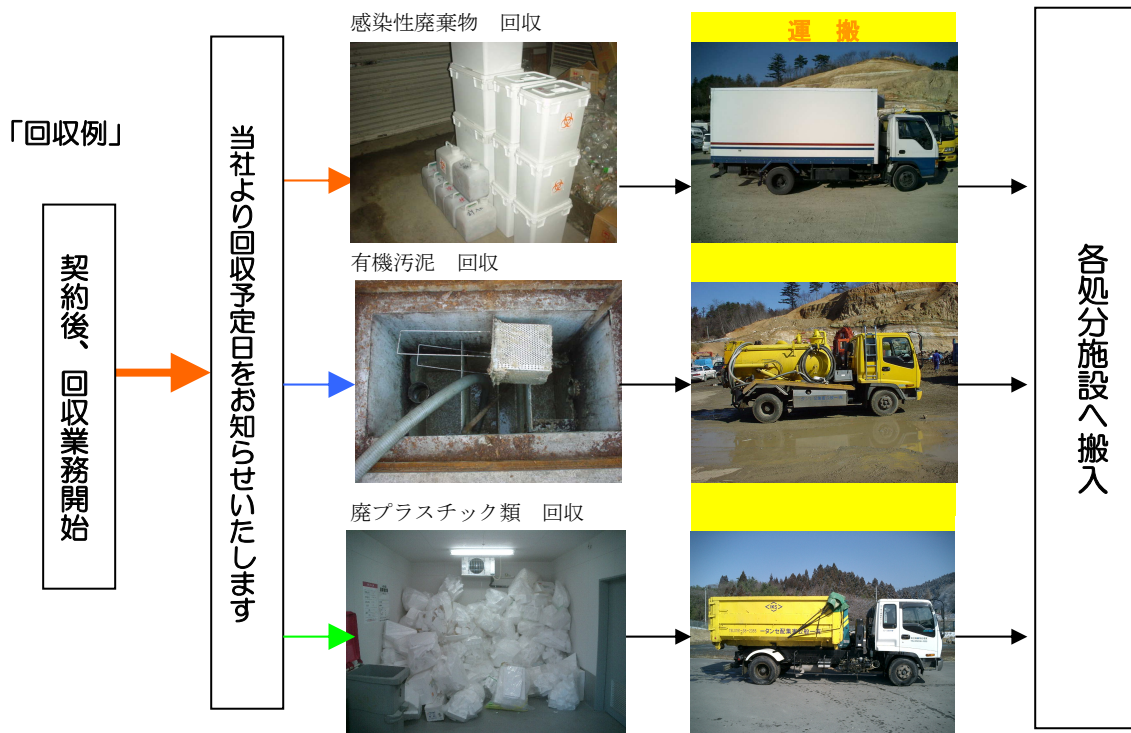 「回収例」
契約後、回収業務開始
当社より回収予定日をお知らせいたします
感染性廃棄物　回収
運　搬
有機汚泥　回収
廃プラスチック類　回収
各処分施設へ搬入